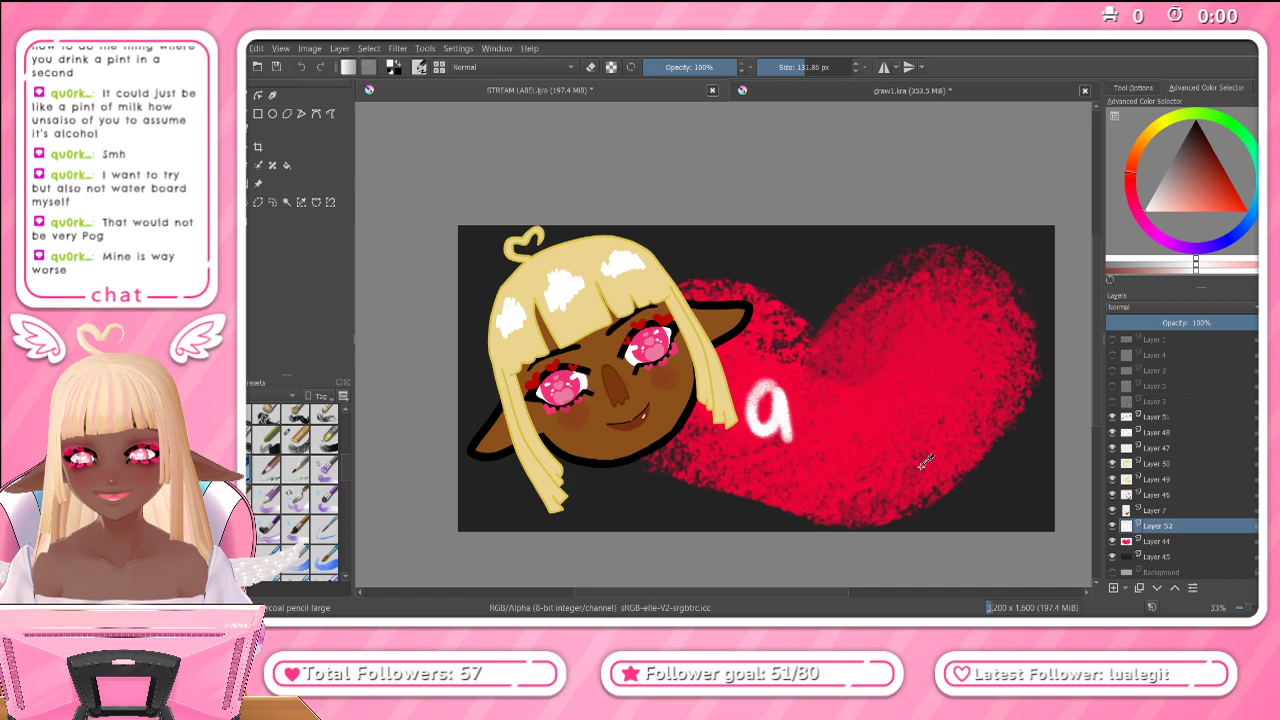 0 0:00
how to do the thing where
you drink a pint in a
second
qu0rk_: It could just be
like a pint of milk how
unsaiso of you to assume
it's alcohol
qu0rk_: Smh
qu0rk_: I want to try
but also not water board
myself
qu0rk_: That would not
be very Pog
qu0rk_: Mine is way
worse
chat
Edit View Image Layer Select Filter Tools Settings Window Help
Normal Opacity: 100% Size: 131.86 px
STREAM LABEL.kra (197.4 MiB) * graw1.kra (353.5 MiB) *
Tool Options Advanced Color Selector
Advanced Color Selector
a
Layers
Normal
Opacity: 100%
Layer 1
Layer 4
Layer 3
Layer 5
Layer 2
Layer 51
Layer 48
Layer 47
Layer 50
Layer 49
Layer 46
Layer 7
Layer 52
Layer 44
Layer 45
Background
resets
Tag
rcoal pencil large RGB/Alpha (8-bit integer/channel) sRGB-elle-V2-srgbtrc.icc 3,200 x 1,600 (197.4 MiB) 33%
Total Followers: 57
Follower goal: 51/80
Latest Follower: lualegit